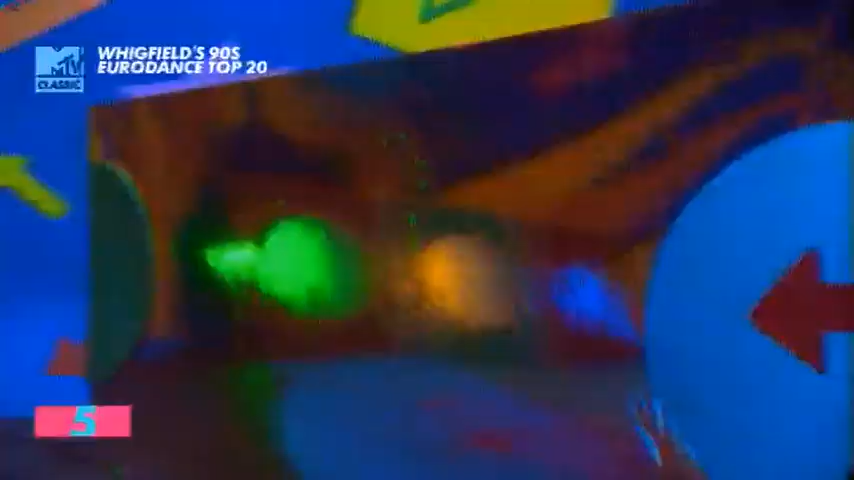 MTV
CLASSIC
WHIGFIELD'S 90S
EURODANCE TOP 20
5